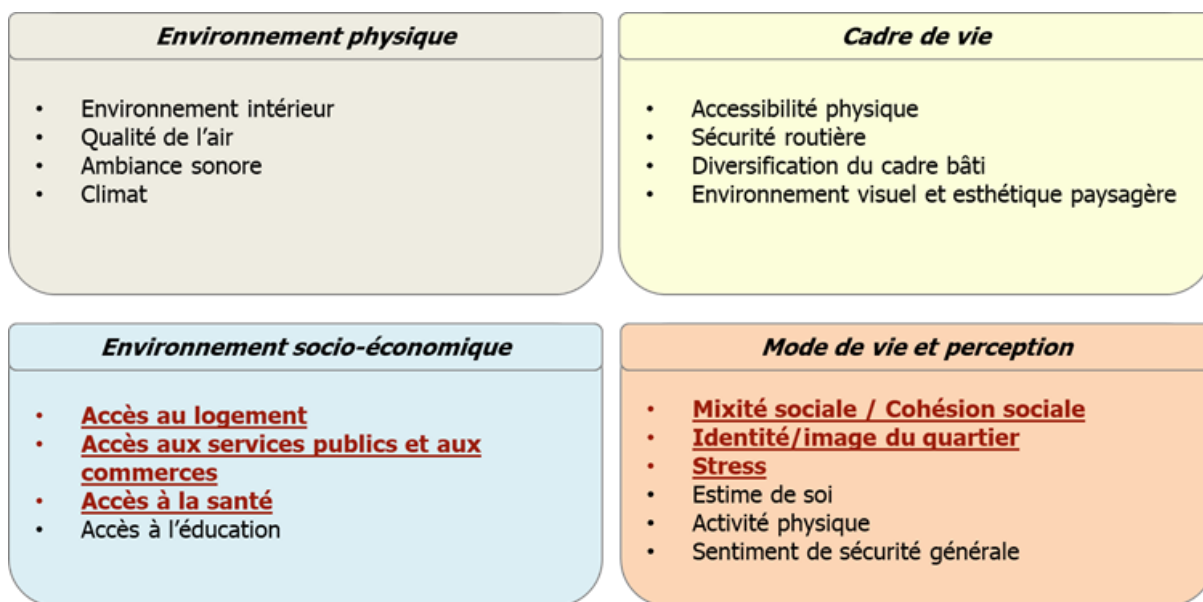 Environnement physique
• Environnement intérieur
• Qualité de l'air
• Ambiance sonore
• Climat
Cadre de vie
• Accessibilité physique
• Sécurité routière
• Diversification du cadre bâti
• Environnement visuel et esthétique paysagère
Environnement socio-économique
• Accès au logement
• Accès aux services publics et aux
commerces
• Accès à la santé
• Accès à l'éducation
Mode de vie et perception
• Mixité sociale / Cohésion sociale
• Identité/image du quartier
• Stress
• Estime de soi
• Activité physique
• Sentiment de sécurité générale